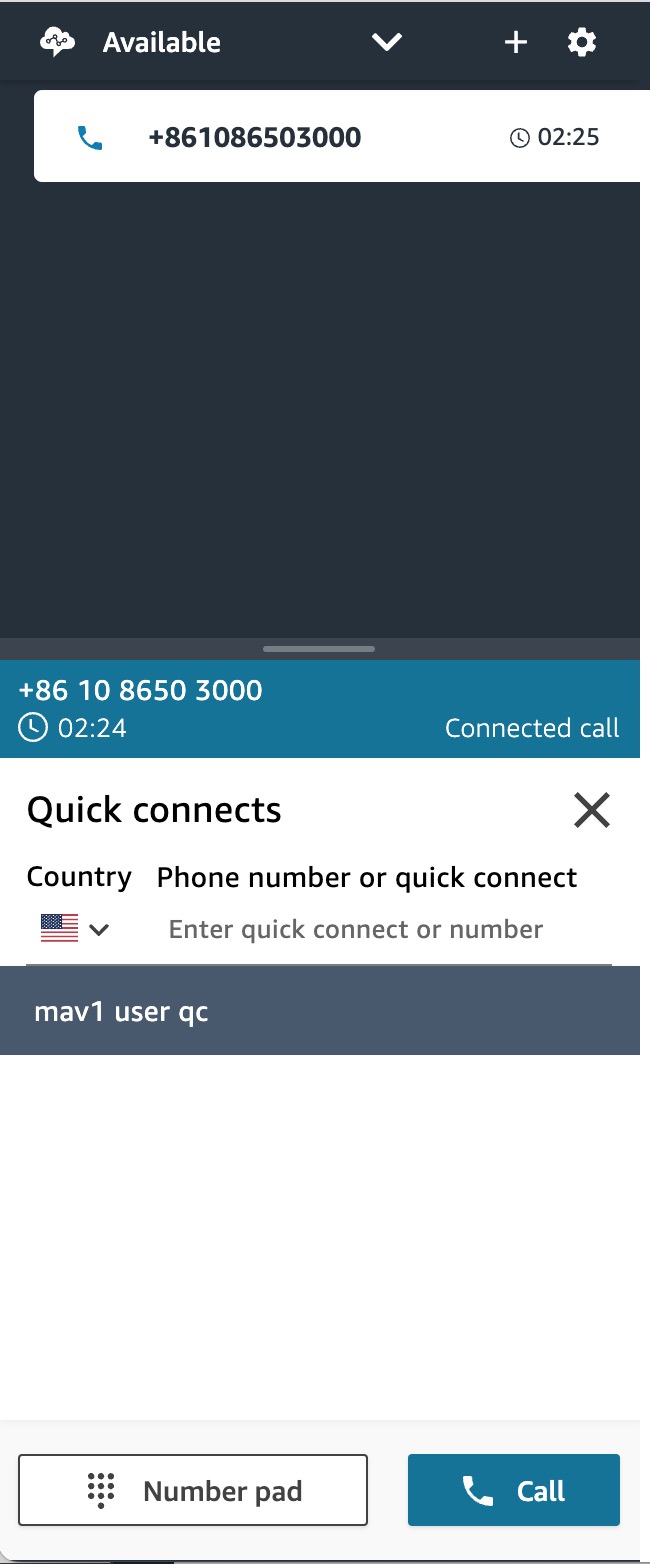 Available
+861086503000 02:25
+86 10 8650 3000
02:24 Connected call
Quick connects
Country Phone number or quick connect
Enter quick connect or number
mav1 user qc
Number pad Call